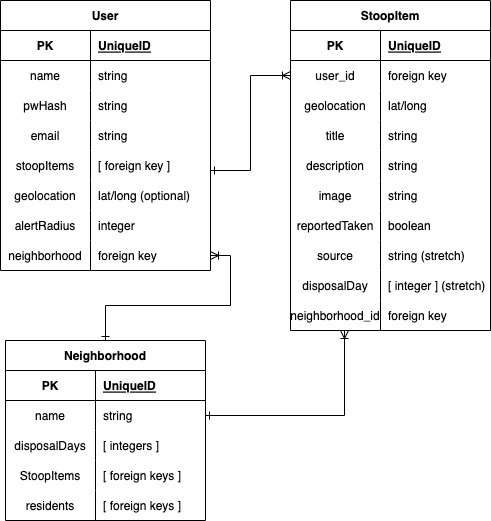 User
PK UniqueID
name string
pwHash string
email string
stoopItems [ foreign key ]
geolocation lat/long (optional)
alertRadius integer
neighborhood foreign key
StoopItem
PK UniqueID
user_id foreign key
geolocation lat/long
title string
description string
image string
reportedTaken boolean
source string (stretch)
disposalDay [ integer ] (stretch)
neighborhood_id foreign key
Neighborhood
PK UniqueID
name string
disposalDays [ integers ]
StoopItems [ foreign keys ]
residents [ foreign keys ]